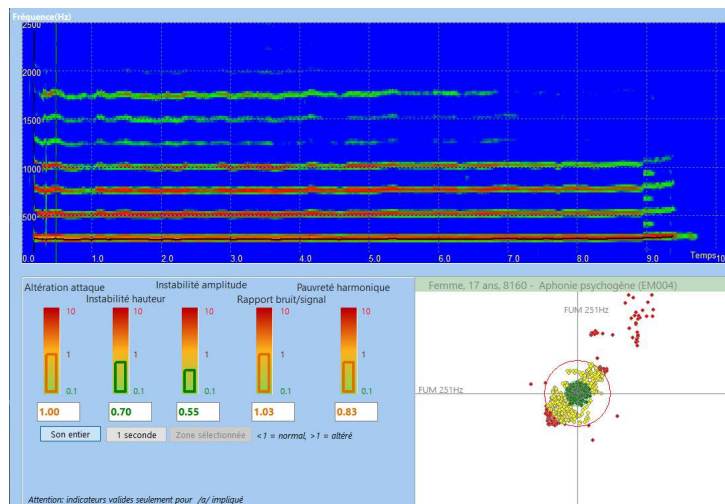 Fréquence(Hz)
2500
2000
1500
1000
500
Temps
0.0 1.0 2.0 3.0 4.0 5.0 6.0 7.0 8.0 9.0 10
Altération attaque
Instabilité hauteur
Instabilité amplitude
Rapport bruit/signal
Pauvreté harmonique
10 10 10 10 10
1 1 1 1 1
0.1 0.1 0.1 0.1 0.1
1.00 0.70 0.55 1.03 0.83
Son entier 1 seconde Zone sélectionnée <1 = normal, >1 = altéré
Attention: indicateurs valides seulement pour /a/ impliqué
Femme, 17 ans, 8160 - Aphonie psychogène (EM004)
FUM 251Hz
FUM 251Hz